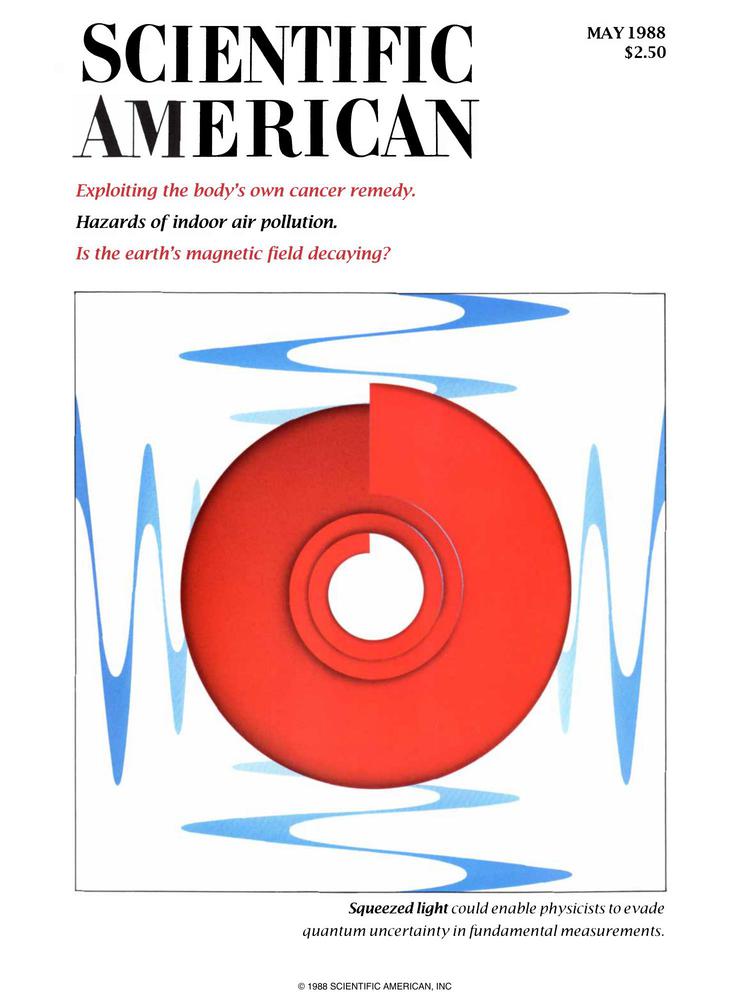 SCIENTIFIC
AMERICAN
MAY 1988
$2.50
Exploiting the body's own cancer remedy.
Hazards of indoor air pollution.
Is the earth's magnetic field decaying?
Squeezed light could enable physicists to evade
quantum uncertainty in fundamental measurements.
© 1988 SCIENTIFIC AMERICAN, INC